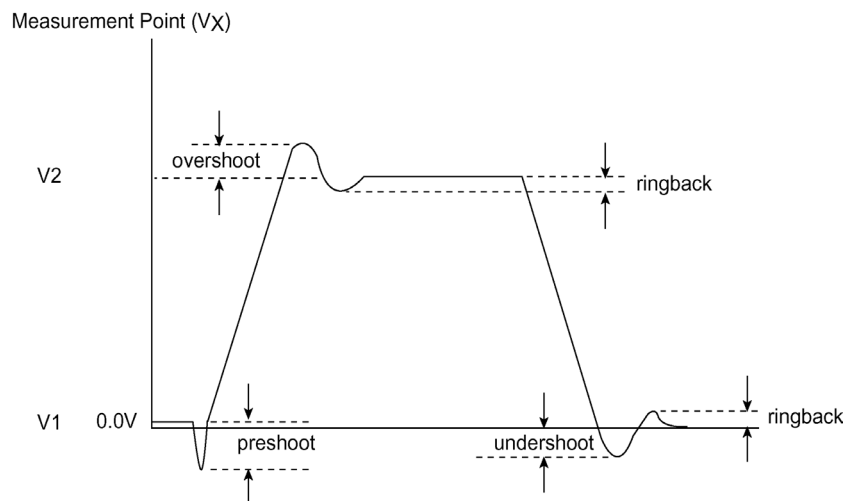 Measurement Point (VX)
overshoot
V2
ringback
V1
0.0V
preshoot
undershoot
ringback